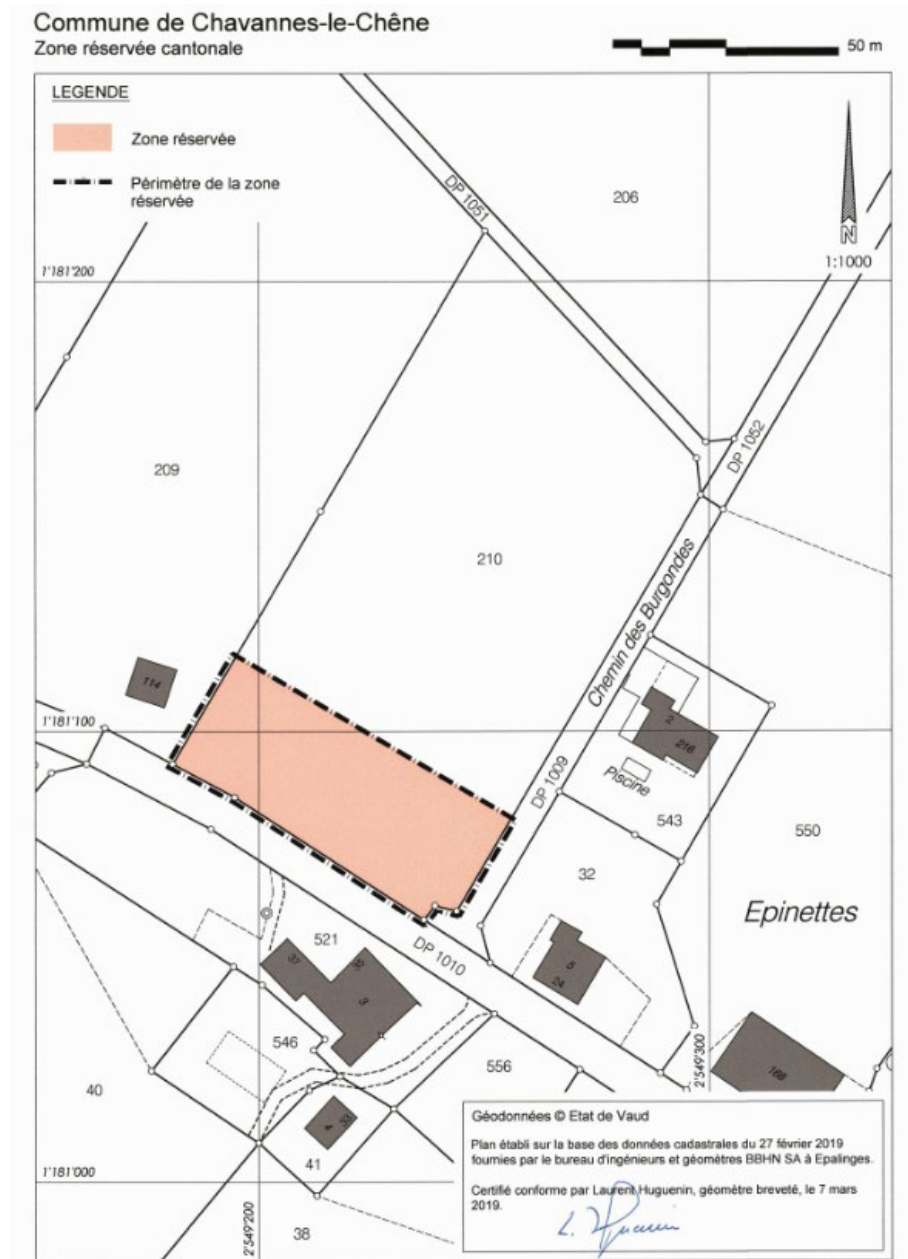 Commune de Chavannes-le-Chêne
Zone réservée cantonale
50 m
LEGENDE
Zone réservée
Périmètre de la zone
réservée
DP 1051
206
N
1:1000
1'181'200
DP 1052
209
210
Chemin des Burgondes
114
1'181'100
2
216
Piscine
DP 1009
543
550
32
Epinettes
521
DP 1010
5
24
37
3
546
556
2'549'300
168
40
4
41
1'181'000
2'549'200
38
Géodonnées © Etat de Vaud
Plan établi sur la base des données cadastrales du 27 février 2019
fournies par le bureau d'ingénieurs et géomètres BBHN SA à Epalinges.
Certifié conforme par Laurent Huguenin, géomètre breveté, le 7 mars
2019.
L. Huguenin